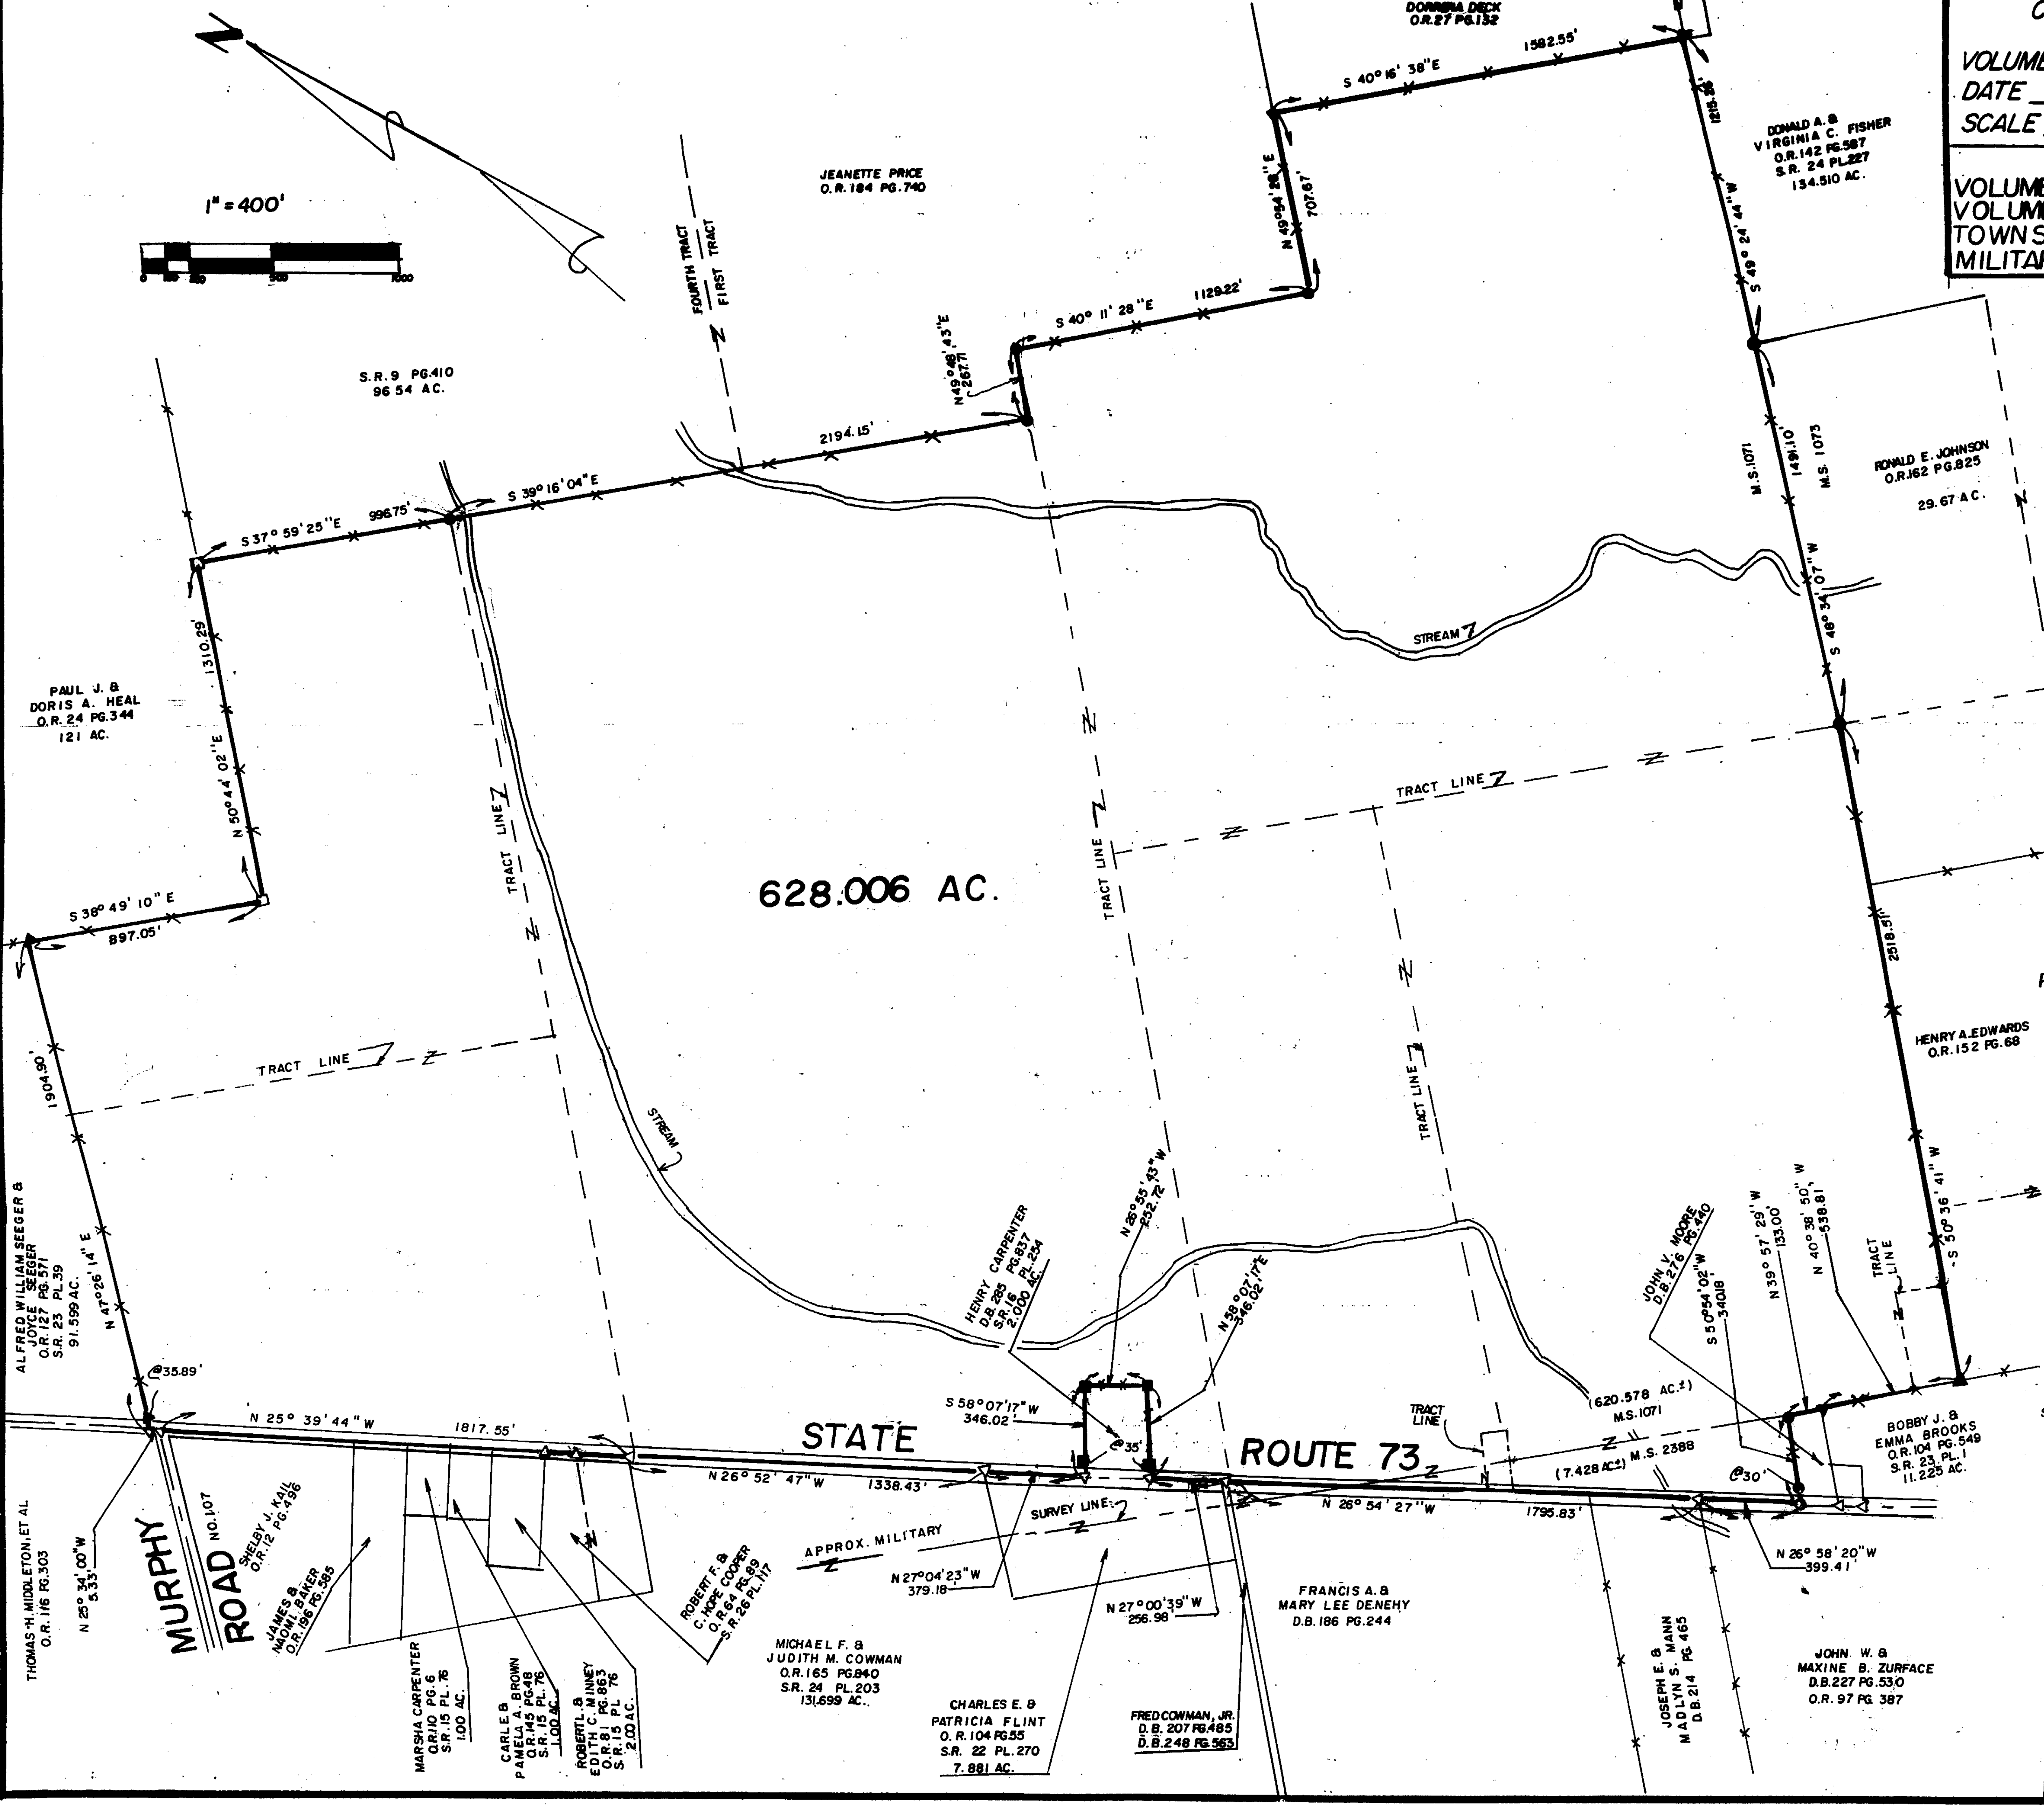 DORRENA DECK
O.R.27 PG.132
1582.55'
S 40° 16' 38"E
VOLUME
DATE
SCALE
VOLUME
VOLUME
TOWNS
MILITAR
1" = 400'
0
500
1000
JEANETTE PRICE
O.R. 184 PG.740
FOURTH TRACT
FIRST TRACT
N 49°54' 28"E
707.67'
1215.26'
S 49° 24' 44" W
DONALD A. &
VIRGINIA C. FISHER
O.R.142 PG.587
S.R. 24 PL.227
134.510 AC.
S 40° 11' 28"E
1129.22'
N49°48' 43"E
267.71
S.R. 9 PG.410
96 54 AC.
2194.15'
S 39° 16' 04"E
996.75'
S 37° 59' 25"E
M.S.1071
1491.10'
M.S. 1073
S 48° 34' 07" W
RONALD E. JOHNSON
O.R.162 PG.825
29.67 AC.
STREAM
1310.29'
N 50°44' 02"E
PAUL J. &
DORIS A. HEAL
O.R. 24 PG.344
121 AC.
TRACT LINE
TRACT LINE
TRACT LINE
628.006 AC.
S 38° 49' 10" E
897.05'
2518.51'
HENRY A.EDWARDS
O.R.152 PG.68
TRACT LINE
TRACT LINE
1904.90'
N 47°26' 14" E
STREAM
ALFRED WILLIAM SEEGER &
JOYCE SEEGER
O.R.127 PG.571
S.R. 23 PL.39
91.599 AC.
HENRY CARPENTER
D.B. 285 PG.837
S.R.16 PL.254
2.000 AC.
N 26° 55' 43" W
252.72'
N 58° 07' 17"E
346.02'
S 58°07'17" W
346.02'
@35'
JOHN V. MOORE
D.B. 276 PG.440
S 50°54'02"W
340.18'
N 39° 57' 29" W
133.00'
N 40° 38' 50" W
538.81'
TRACT
LINE
S 50° 36' 41" W
@35.89'
N 25° 39' 44" W
1817.55'
STATE
ROUTE 73
N 26° 52' 47" W
1338.43'
TRACT
LINE
(620.578 AC.±)
M.S.1071
(7.428 AC±) M.S. 2388
@30'
BOBBY J. &
EMMA BROOKS
O.R. 104 PG.549
S.R. 23 PL. 1
11.225 AC.
N 26° 54' 27"W
1795.83'
N 26° 58' 20"W
399.41'
APPROX. MILITARY
SURVEY LINE
N27°04'23"W
379.18'
N 27°00'39"W
256.98'
THOMAS H.MIDDLETON, ET AL
O.R. 116 PG.303
N 25° 34' 00"W
5.33'
MURPHY
ROAD NO.107
SHELBY J. KAIL
O.R. 12 PG. 496
JAMES &
NAOMI BAKER
O.R. 196 PG.585
MARSHA CARPENTER
O.R.110 PG. 6
S.R. 15 PL. 76
1.00 AC.
CARL E. &
PAMELA A. BROWN
O.R.145 PG.48
S.R. 15 PL. 76
1.00 AC.
ROBERT L. &
EDITH C. MINNEY
O.R. 81 PG.863
S.R. 15 PL 76
2.00 AC.
ROBERT F. &
C. HOPE COOPER
O.R. 64 PG.89
S.R. 26 PL.117
MICHAEL F. &
JUDITH M. COWMAN
O.R.165 PG.840
S.R. 24 PL.203
131.699 AC.
CHARLES E. &
PATRICIA FLINT
O.R.104 PG.55
S.R. 22 PL.270
7.881 AC.
FRED COWMAN, JR.
D.B. 207 PG.485
D.B.248 PG.563
FRANCIS A. &
MARY LEE DENEHY
D.B.186 PG.244
JOSEPH E. &
MADLYN S. MANN
D.B.214 PG. 465
JOHN W. &
MAXINE B. ZURFACE
D.B.227 PG.530
O.R. 97 PG. 387